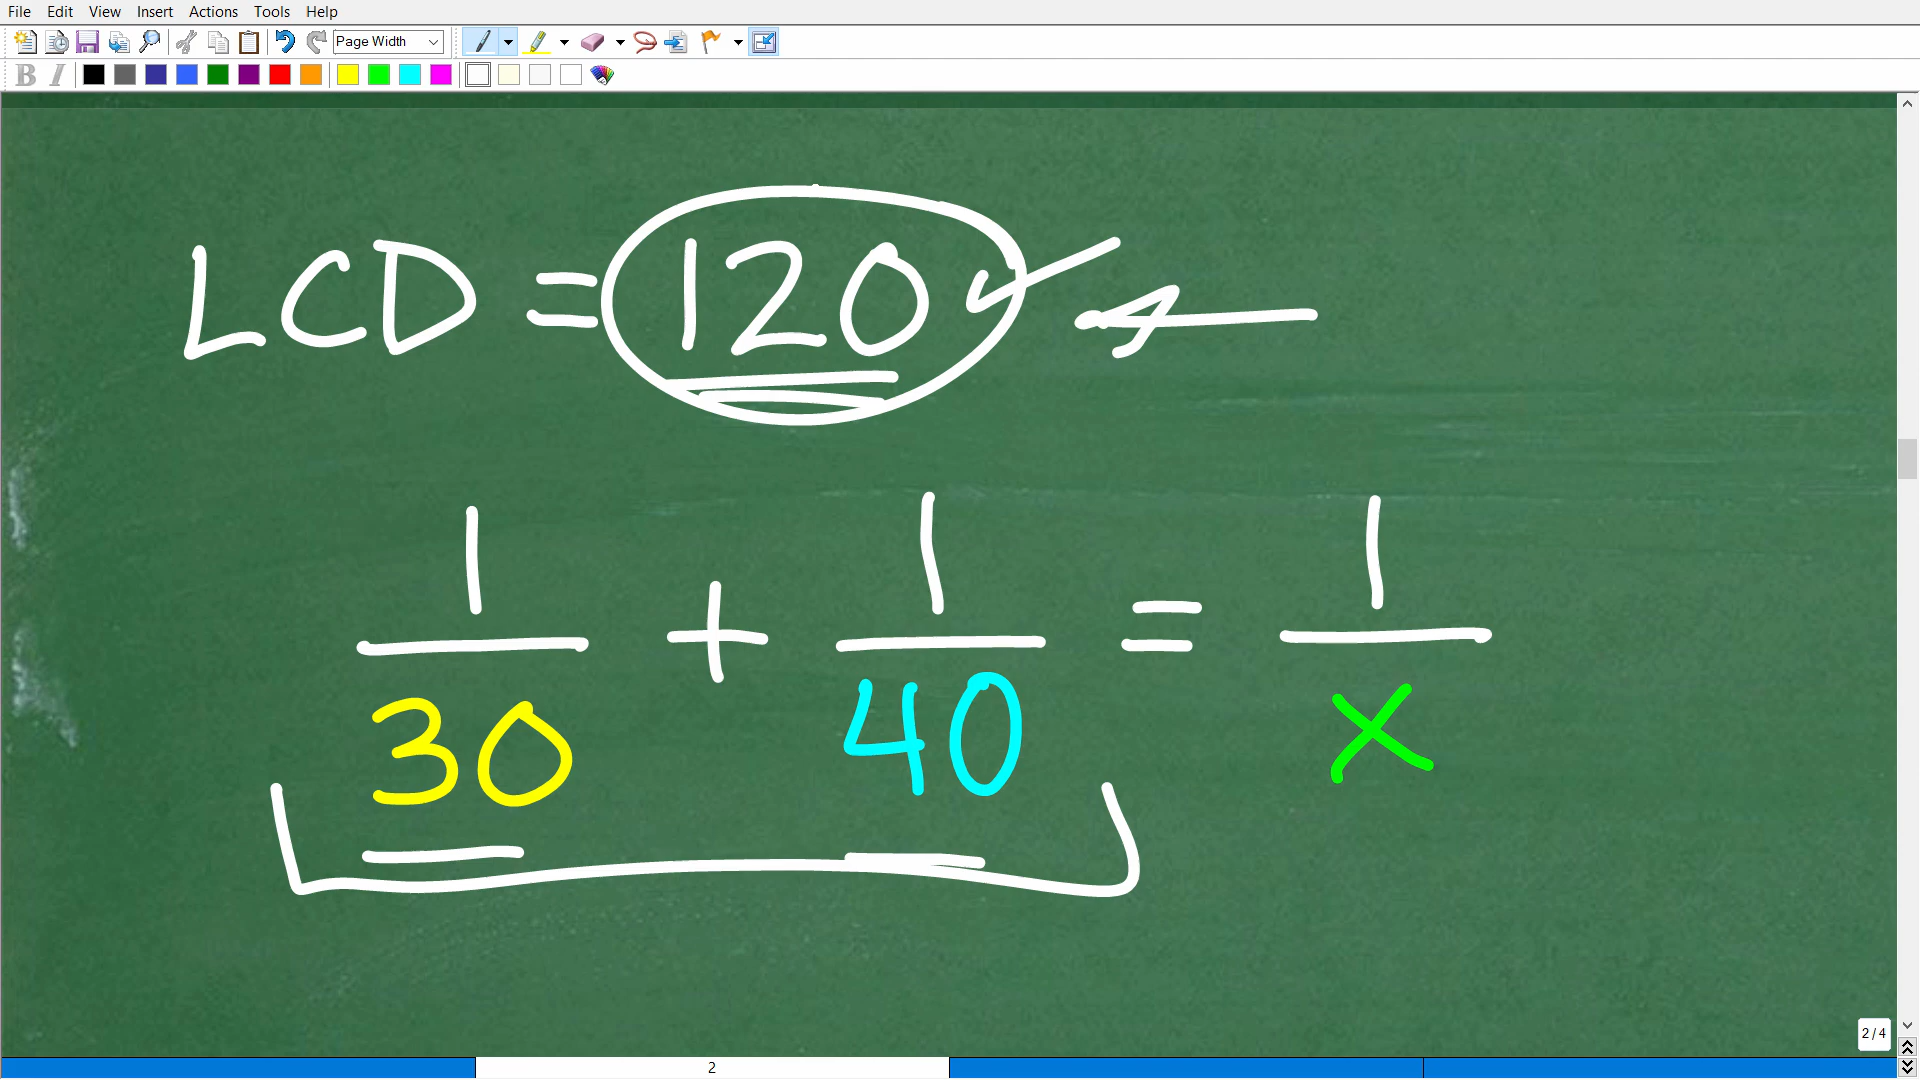 File Edit View Insert Actions Tools Help
Page Width
B I
LCD = 120
1/30 + 1/40 = 1/x
2 / 4
2